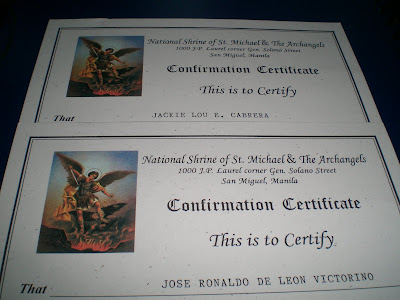 National Shrine of St. Michael & The Archangels
1000 J.P. Laurel corner Gen. Solano Street
San Miguel, Manila
Confirmation Certificate
This is to Certify
That JACKIE LOU E. CABRERA
National Shrine of St. Michael & The Archangels
1000 J.P. Laurel corner Gen. Solano Street
San Miguel, Manila
Confirmation Certificate
This is to Certify
That JOSE RONALDO DE LEON VICTORINO